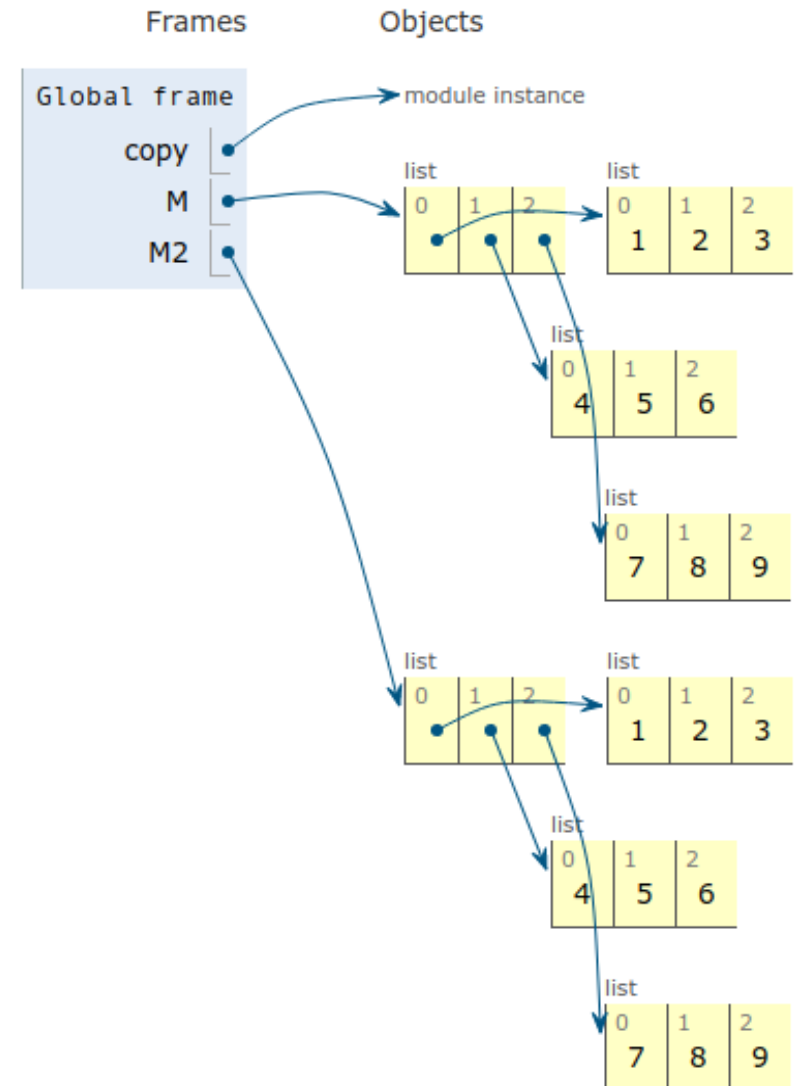 Frames Objects
Global frame
module instance
copy
list list
M
0 1 2 0 1 2
1 2 3
M2
list
0 1 2
4 5 6
list
0 1 2
7 8 9
list list
0 1 2 0 1 2
1 2 3
list
0 1 2
4 5 6
list
0 1 2
7 8 9